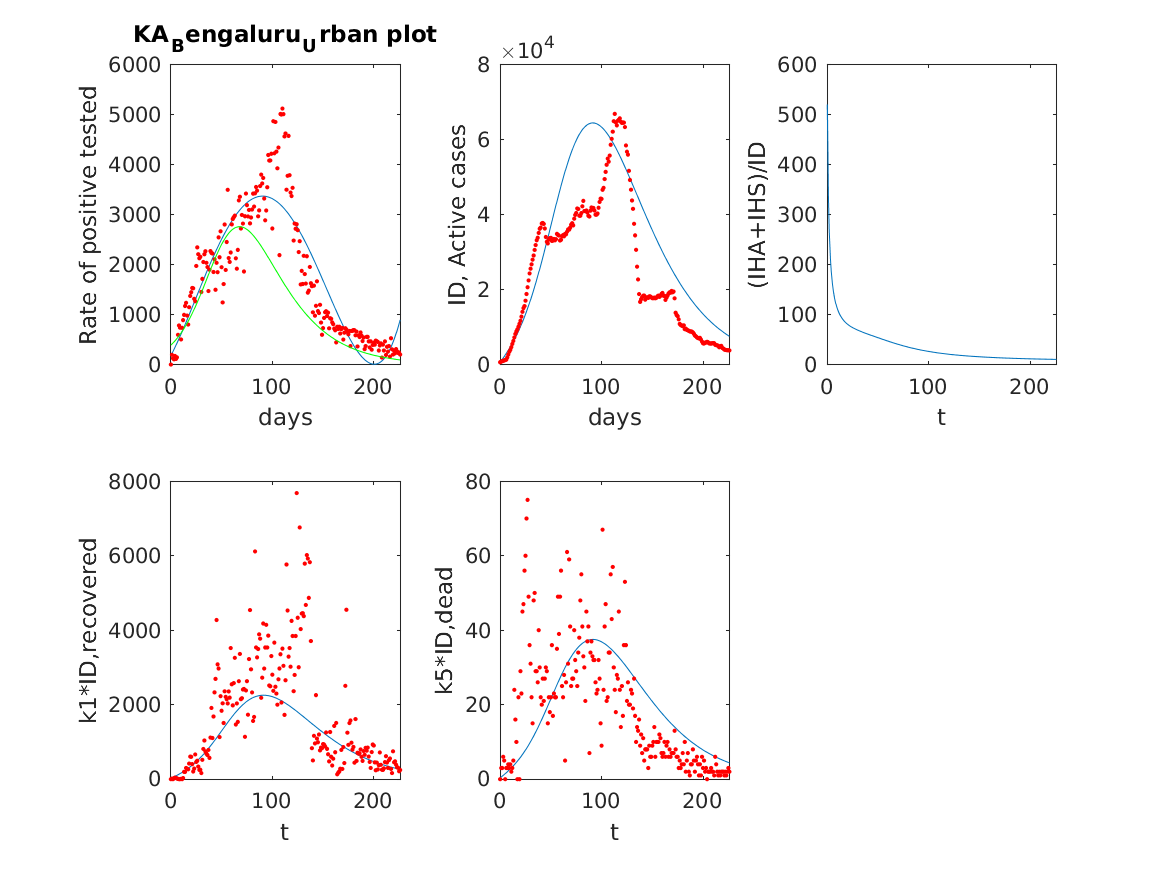 KA_Bengaluru_Urban plot
6000
5000
4000
3000
2000
1000
0
0 100 200
Rate of positive tested
days
×10^4
8
6
4
2
0
0 100 200
ID, Active cases
days
600
500
400
300
200
100
0
0 100 200
(IHA+IHS)/ID
t
8000
6000
4000
2000
0
0 100 200
k1*ID,recovered
t
80
60
40
20
0
0 100 200
k5*ID,dead
t